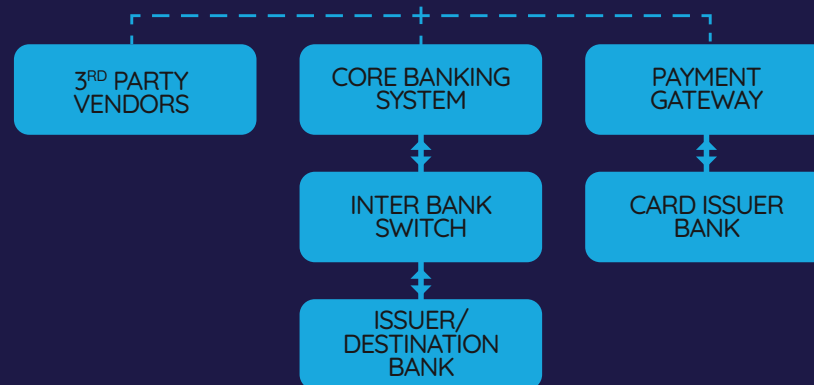 3RD PARTY
VENDORS
CORE BANKING
SYSTEM
PAYMENT
GATEWAY
INTER BANK
SWITCH
CARD ISSUER
BANK
ISSUER/
DESTINATION
BANK